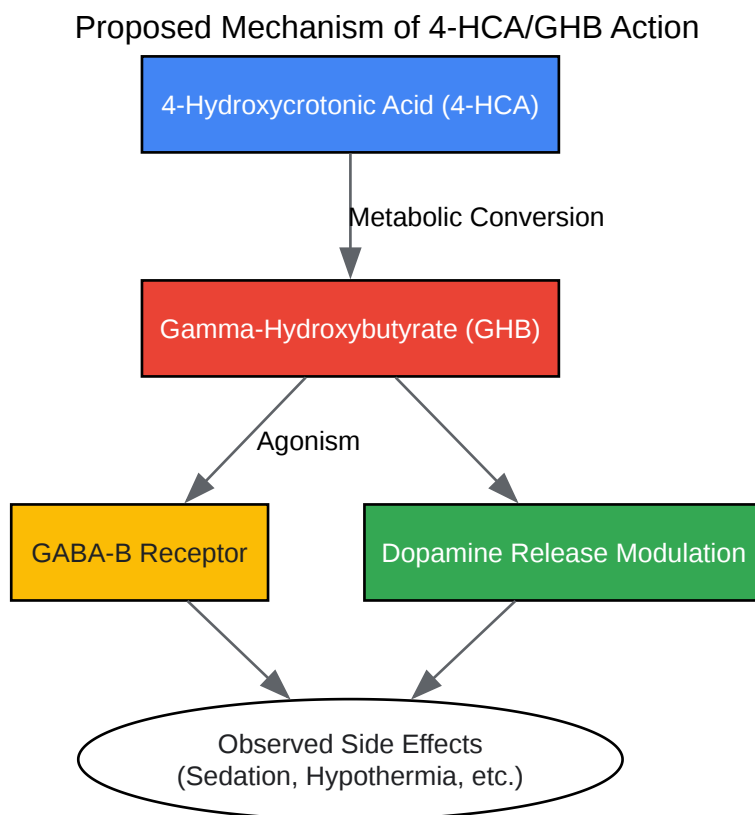 Proposed Mechanism of 4-HCA/GHB Action
4-Hydroxycrotonic Acid (4-HCA)
Metabolic Conversion
Gamma-Hydroxybutyrate (GHB)
Agonism
GABA-B Receptor
Dopamine Release Modulation
Observed Side Effects
(Sedation, Hypothermia, etc.)